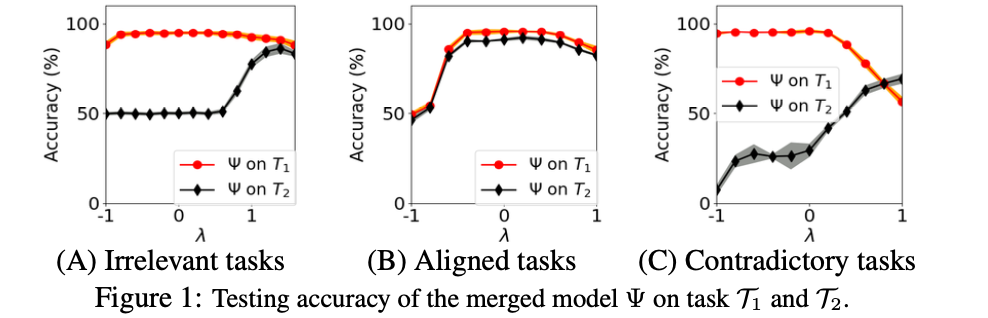 100
50
0
Accuracy (%)
-1 0 1
λ
Ψ on T₁
Ψ on T₂
(A) Irrelevant tasks
100
50
0
Accuracy (%)
-1 0 1
λ
Ψ on T₁
Ψ on T₂
(B) Aligned tasks
100
50
0
Accuracy (%)
-1 0 1
λ
Ψ on T₁
Ψ on T₂
(C) Contradictory tasks
Figure 1: Testing accuracy of the merged model Ψ on task 𝒯₁ and 𝒯₂.